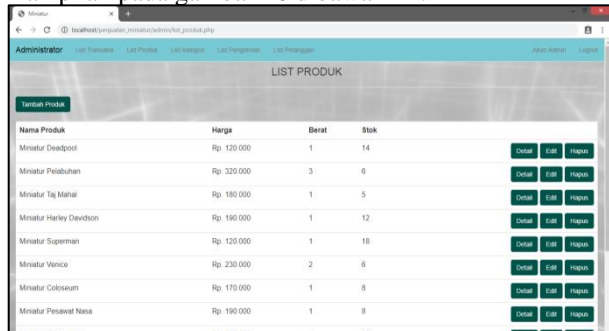 Miniatur
localhost/penjualan_miniatur/admin/list_produk.php
Administrator List Transaksi List Produk List Kategori List Pengiriman List Pelanggan Akun Admin Logout
LIST PRODUK
Tambah Produk
Nama Produk Harga Berat Stok
Miniatur Deadpool Rp. 120.000 1 14 Detail Edit Hapus
Miniatur Pelabuhan Rp. 320.000 3 6 Detail Edit Hapus
Miniatur Taj Mahal Rp. 180.000 1 5 Detail Edit Hapus
Miniatur Harley Davidson Rp. 190.000 1 12 Detail Edit Hapus
Miniatur Superman Rp. 120.000 1 18 Detail Edit Hapus
Miniatur Venice Rp. 230.000 2 6 Detail Edit Hapus
Miniatur Coloseum Rp. 170.000 1 8 Detail Edit Hapus
Miniatur Pesawat Nasa Rp. 190.000 1 8 Detail Edit Hapus